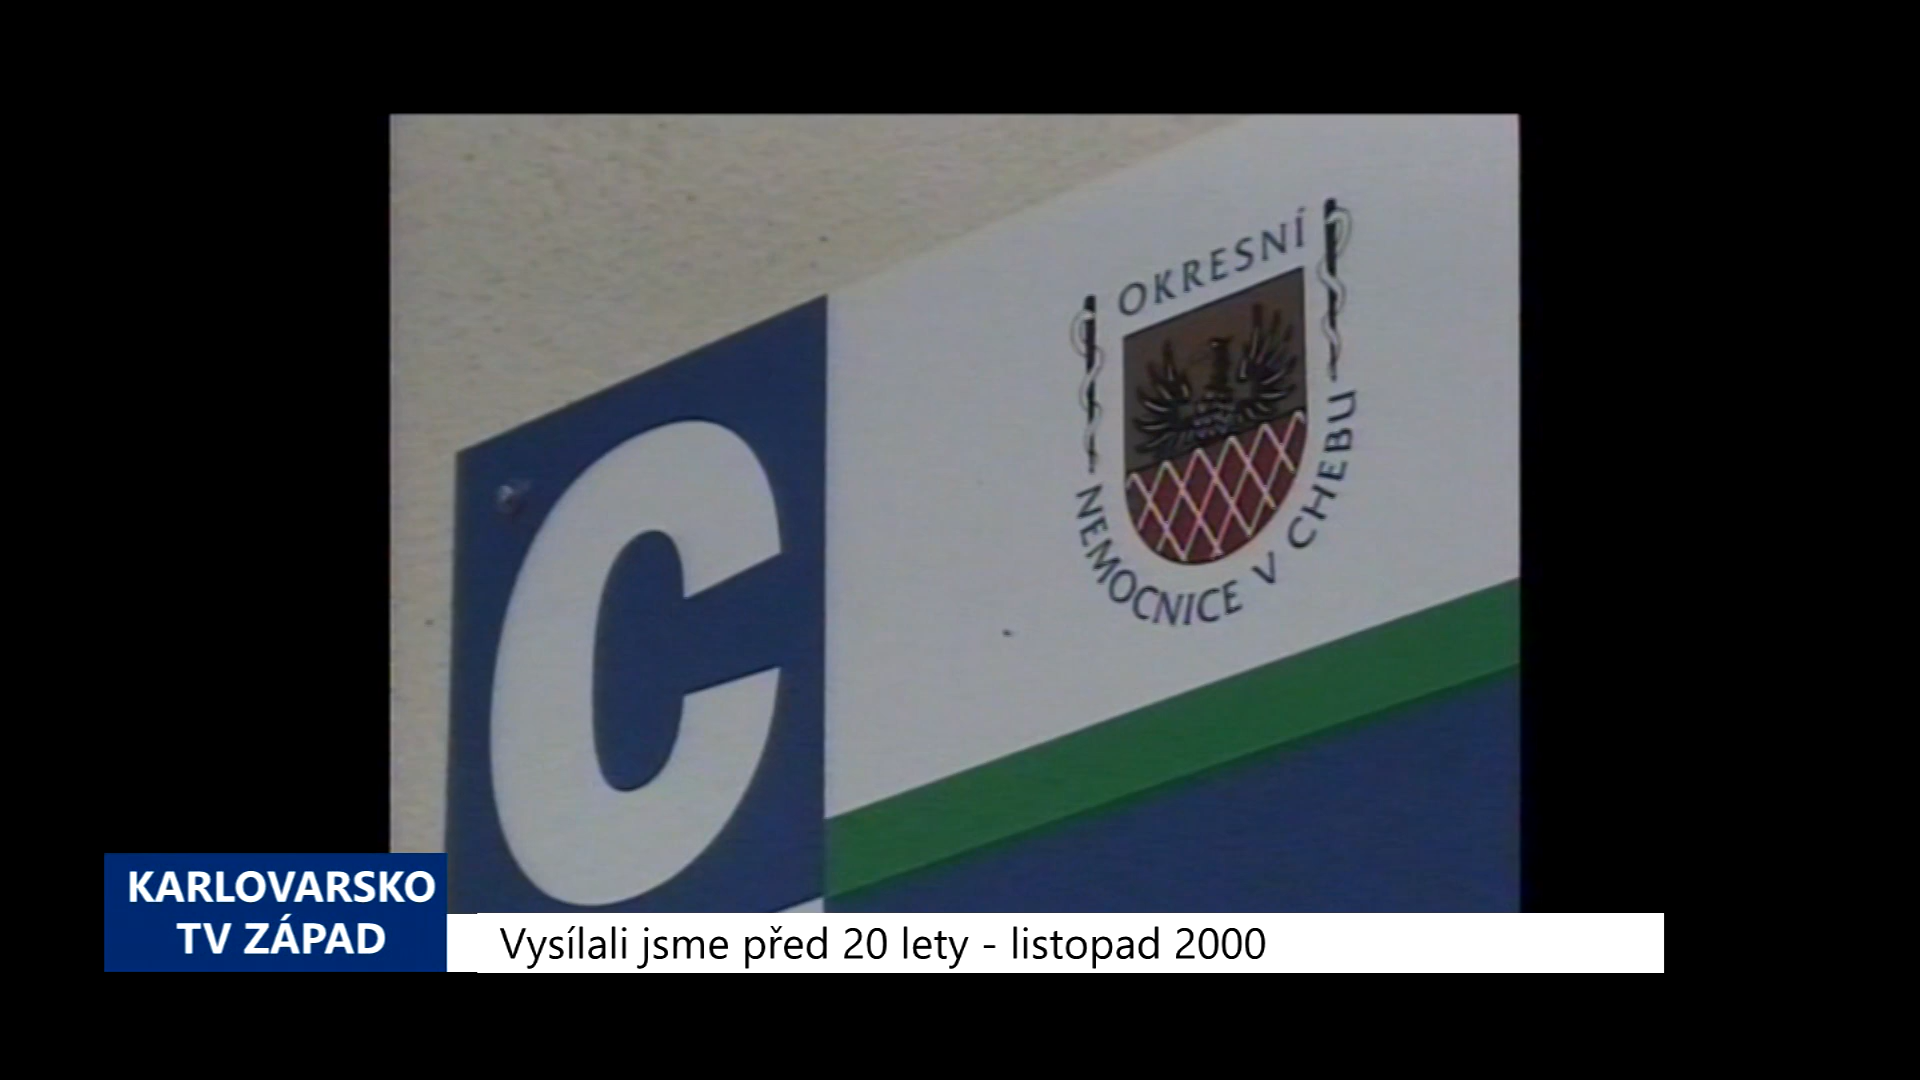 OKRESNÍ
NEMOCNICE V CHEBU
C
KARLOVARSKO
TV ZÁPAD
Vysílali jsme před 20 lety - listopad 2000